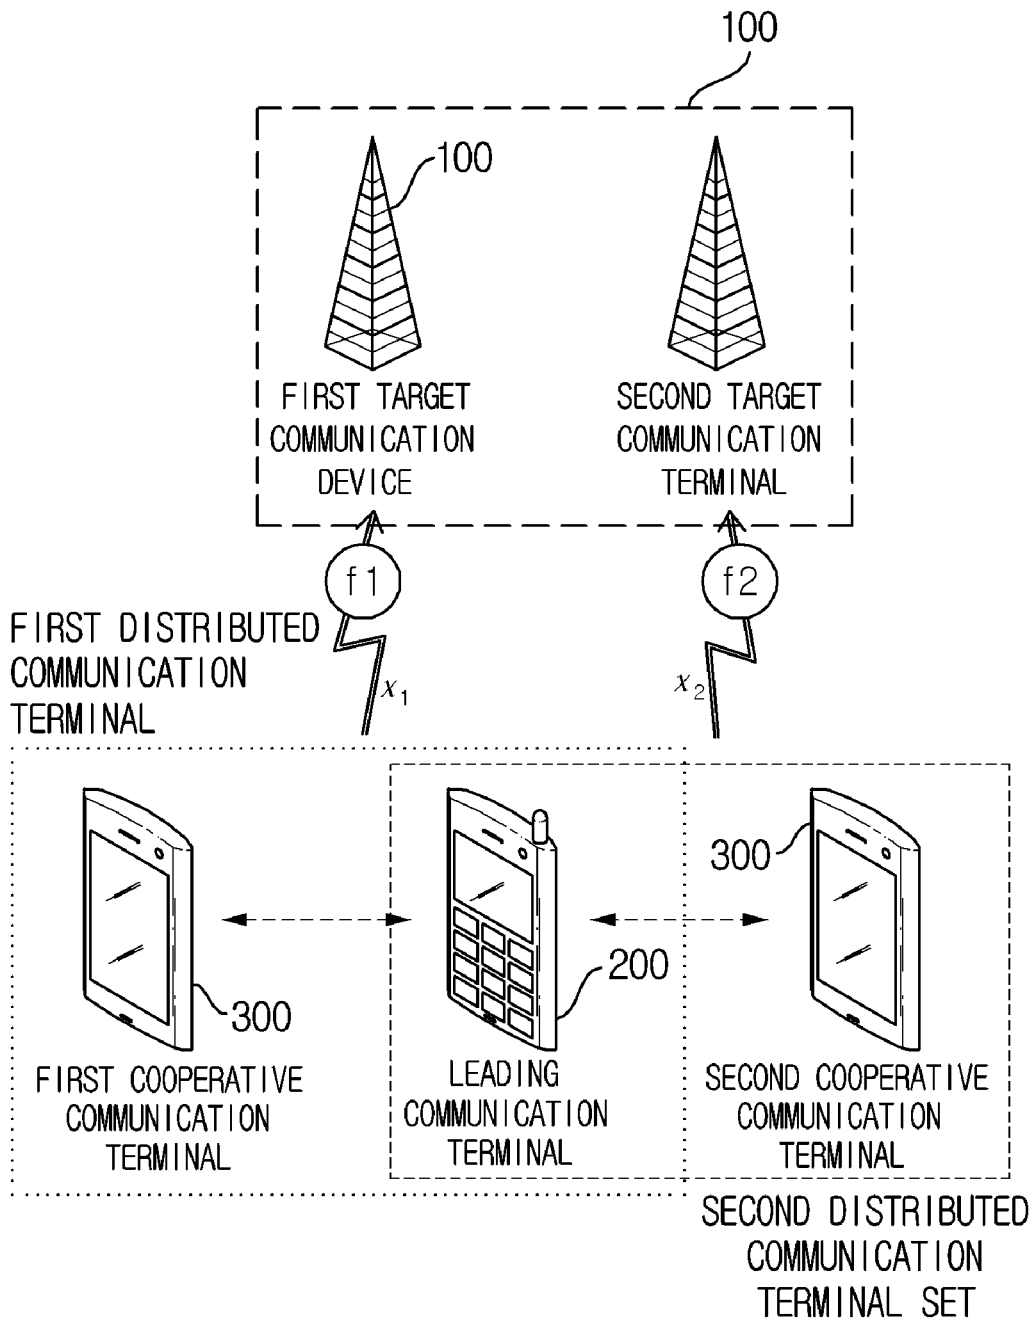 100
100
FIRST TARGET
COMMUNICATION
DEVICE
SECOND TARGET
COMMUNICATION
TERMINAL
f1
f2
FIRST DISTRIBUTED
COMMUNICATION
TERMINAL
x1
x2
300
200
300
FIRST COOPERATIVE
COMMUNICATION
TERMINAL
LEADING
COMMUNICATION
TERMINAL
SECOND COOPERATIVE
COMMUNICATION
TERMINAL
SECOND DISTRIBUTED
COMMUNICATION
TERMINAL SET